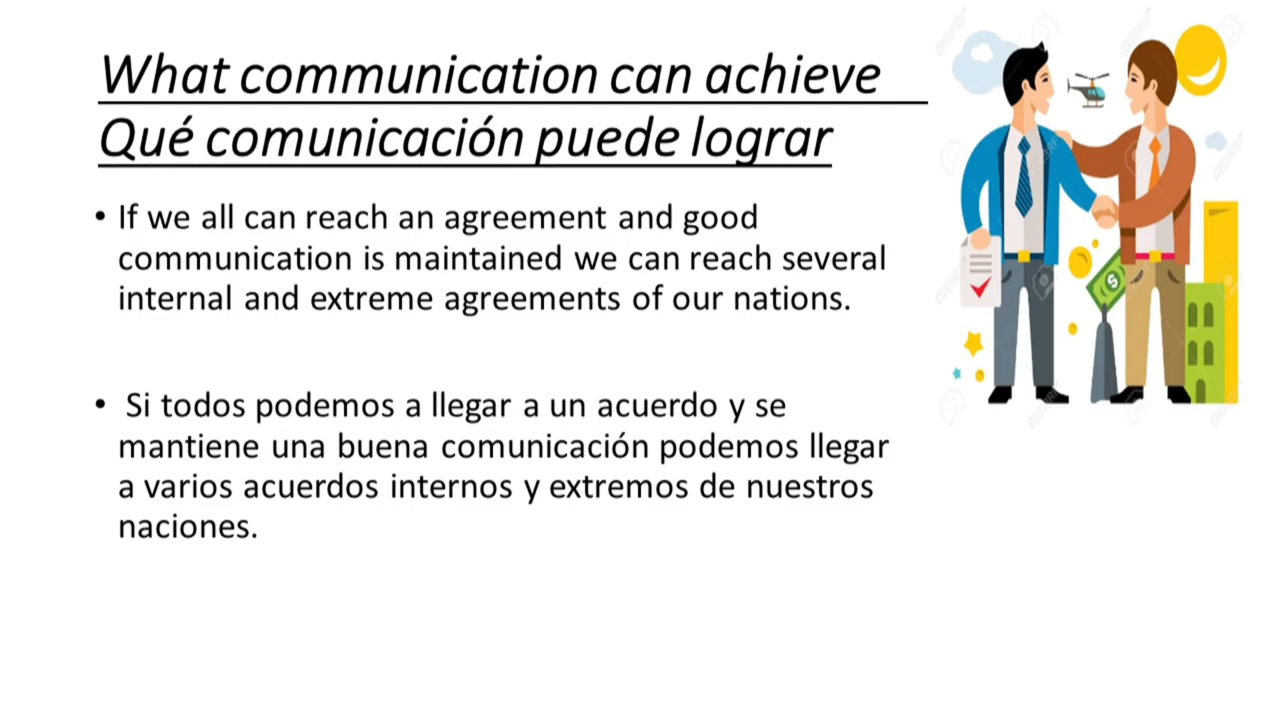 What communication can achieve
Qué comunicación puede lograr
• If we all can reach an agreement and good
communication is maintained we can reach several
internal and extreme agreements of our nations.
• Si todos podemos a llegar a un acuerdo y se
mantiene una buena comunicación podemos llegar
a varios acuerdos internos y extremos de nuestros
naciones.
$